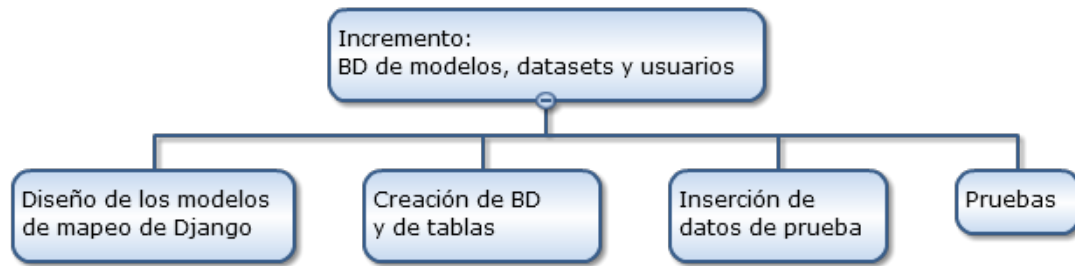 Incremento:
BD de modelos, datasets y usuarios
Diseño de los modelos
de mapeo de Django
Creación de BD
y de tablas
Inserción de
datos de prueba
Pruebas